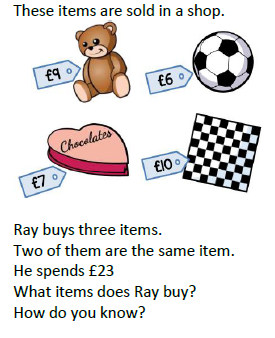 These items are sold in a shop.
£9
£6
Chocolates
£7
£10
Ray buys three items.
Two of them are the same item.
He spends £23
What items does Ray buy?
How do you know?